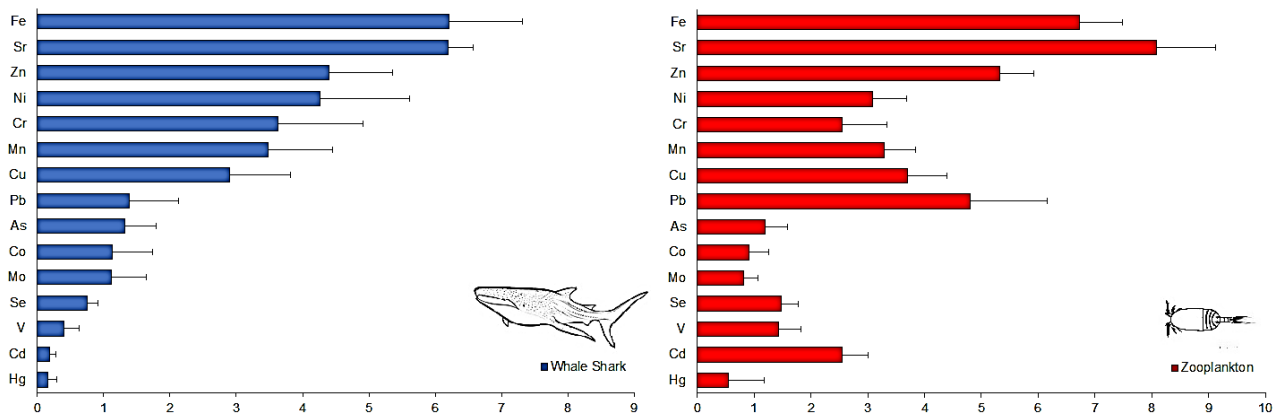 Fe
Sr
Zn
Ni
Cr
Mn
Cu
Pb
As
Co
Mo
Se
V
Cd
Hg
0 1 2 3 4 5 6 7 8 9
Whale Shark
Fe
Sr
Zn
Ni
Cr
Mn
Cu
Pb
As
Co
Mo
Se
V
Cd
Hg
0 1 2 3 4 5 6 7 8 9 10
Zooplankton